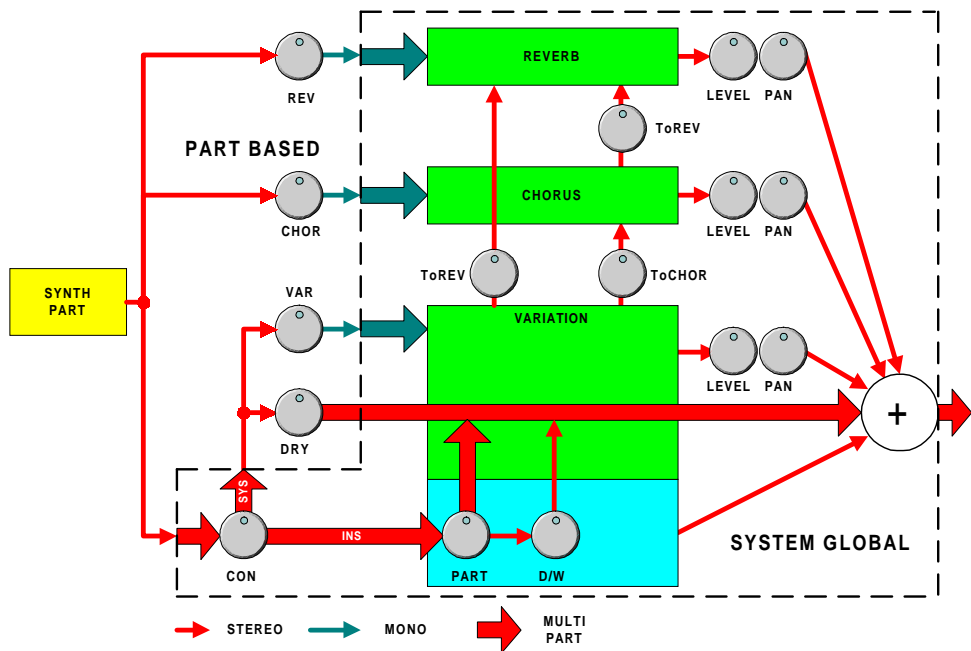 REVERB
REV
LEVEL PAN
ToREV
PART BASED
CHORUS
CHOR
LEVEL PAN
ToREV
ToCHOR
SYNTH
PART
VAR
VARIATION
LEVEL PAN
+
DRY
SYS
INS
CON
PART
D/W
SYSTEM GLOBAL
STEREO
MONO
MULTI
PART